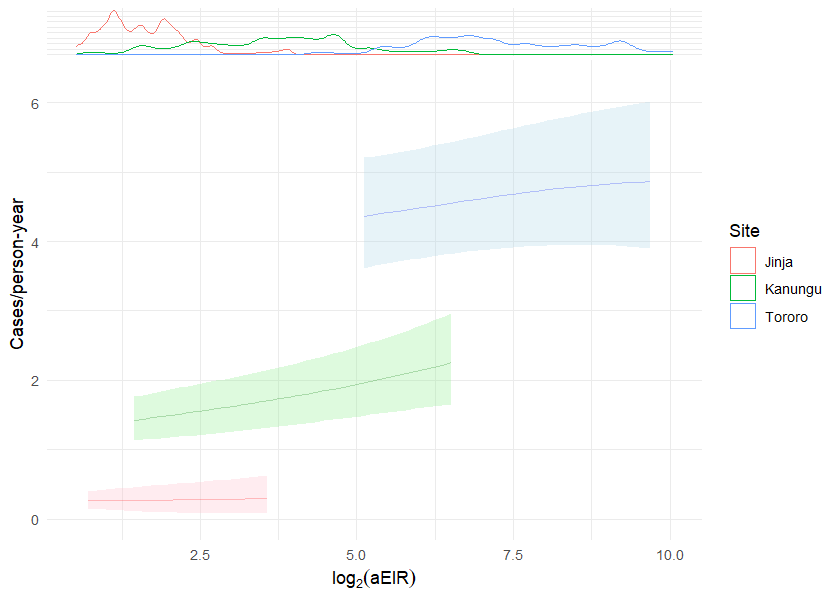 6
4
2
0
Cases/person-year
2.5
5.0
7.5
10.0
log₂(aEIR)
Site
Jinja
Kanungu
Tororo